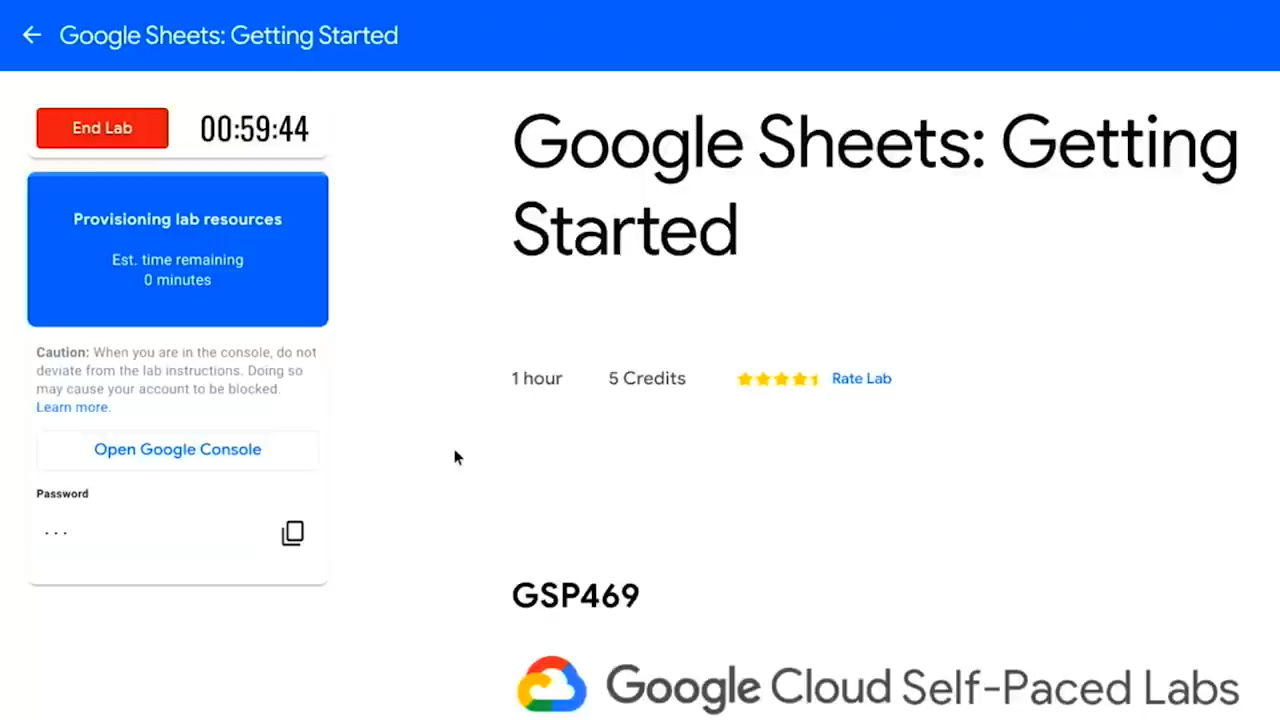 Google Sheets: Getting Started
End Lab
00:59:44
Provisioning lab resources
Est. time remaining
0 minutes
Caution: When you are in the console, do not
deviate from the lab instructions. Doing so
may cause your account to be blocked.
Learn more.
Open Google Console
Password
...
Google Sheets: Getting
Started
1 hour
5 Credits
Rate Lab
GSP469
Google Cloud Self-Paced Labs